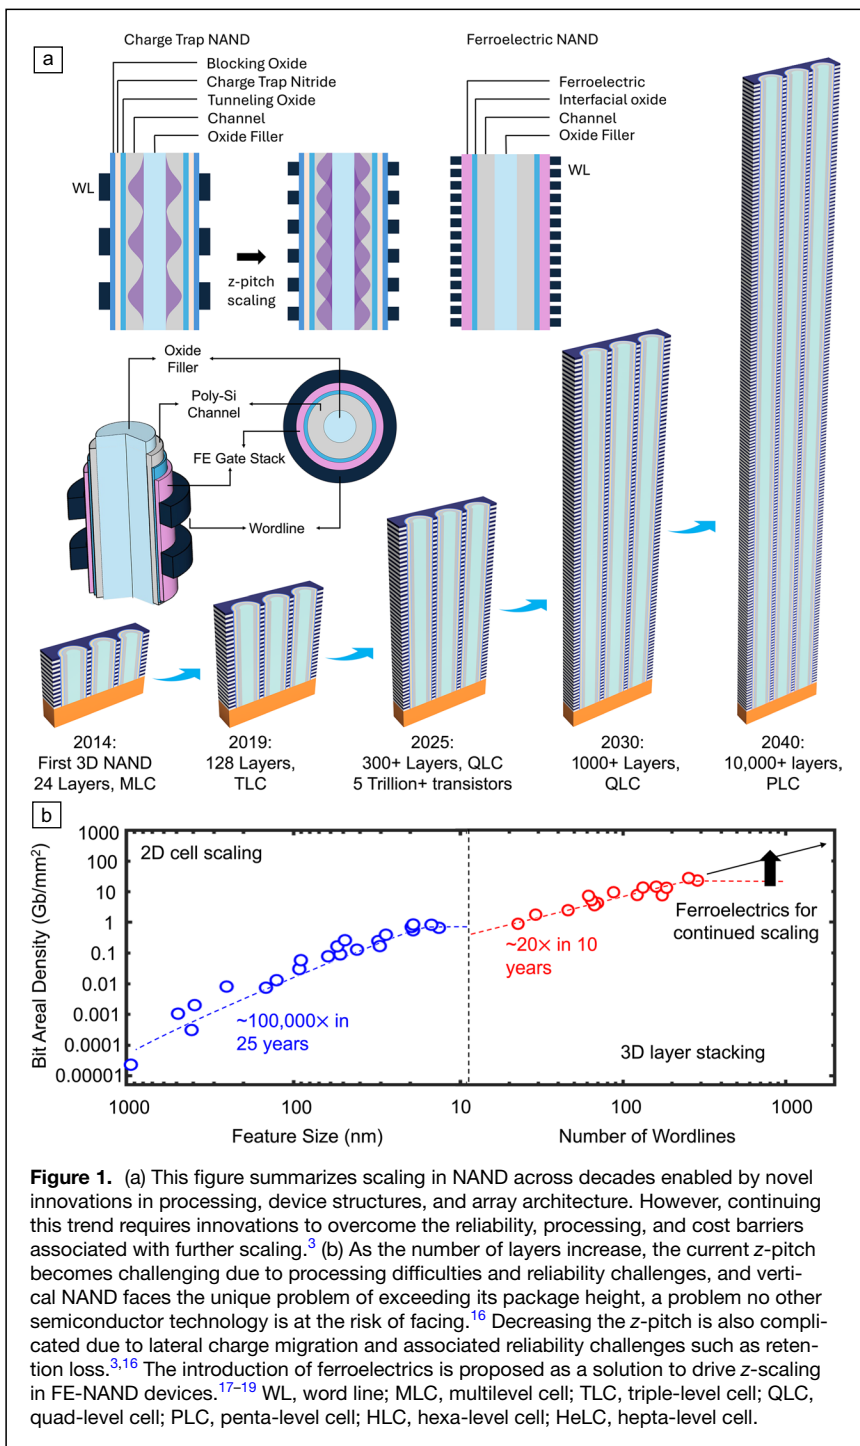 a
Charge Trap NAND
Blocking Oxide
Charge Trap Nitride
Tunneling Oxide
Channel
Oxide Filler
WL
z-pitch
scaling
Ferroelectric NAND
Ferroelectric
Interfacial oxide
Channel
Oxide Filler
WL
Oxide
Filler
Poly-Si
Channel
FE Gate Stack
Wordline
2014:
First 3D NAND
24 Layers, MLC
2019:
128 Layers,
TLC
2025:
300+ Layers, QLC
5 Trillion+ transistors
2030:
1000+ Layers,
QLC
2040:
10,000+ layers,
PLC
b
Bit Areal Density (Gb/mm²)
1000
100
10
1
0.1
0.01
0.001
0.0001
0.00001
2D cell scaling
~100,000× in
25 years
~20× in 10
years
Ferroelectrics for
continued scaling
3D layer stacking
1000 100 10 100 1000
Feature Size (nm) Number of Wordlines
Figure 1. (a) This figure summarizes scaling in NAND across decades enabled by novel
innovations in processing, device structures, and array architecture. However, continuing
this trend requires innovations to overcome the reliability, processing, and cost barriers
associated with further scaling.³ (b) As the number of layers increase, the current z-pitch
becomes challenging due to processing difficulties and reliability challenges, and verti-
cal NAND faces the unique problem of exceeding its package height, a problem no other
semiconductor technology is at the risk of facing.¹⁶ Decreasing the z-pitch is also compli-
cated due to lateral charge migration and associated reliability challenges such as reten-
tion loss.³,¹⁶ The introduction of ferroelectrics is proposed as a solution to drive z-scaling
in FE-NAND devices.¹⁷–¹⁹ WL, word line; MLC, multilevel cell; TLC, triple-level cell; QLC,
quad-level cell; PLC, penta-level cell; HLC, hexa-level cell; HeLC, hepta-level cell.